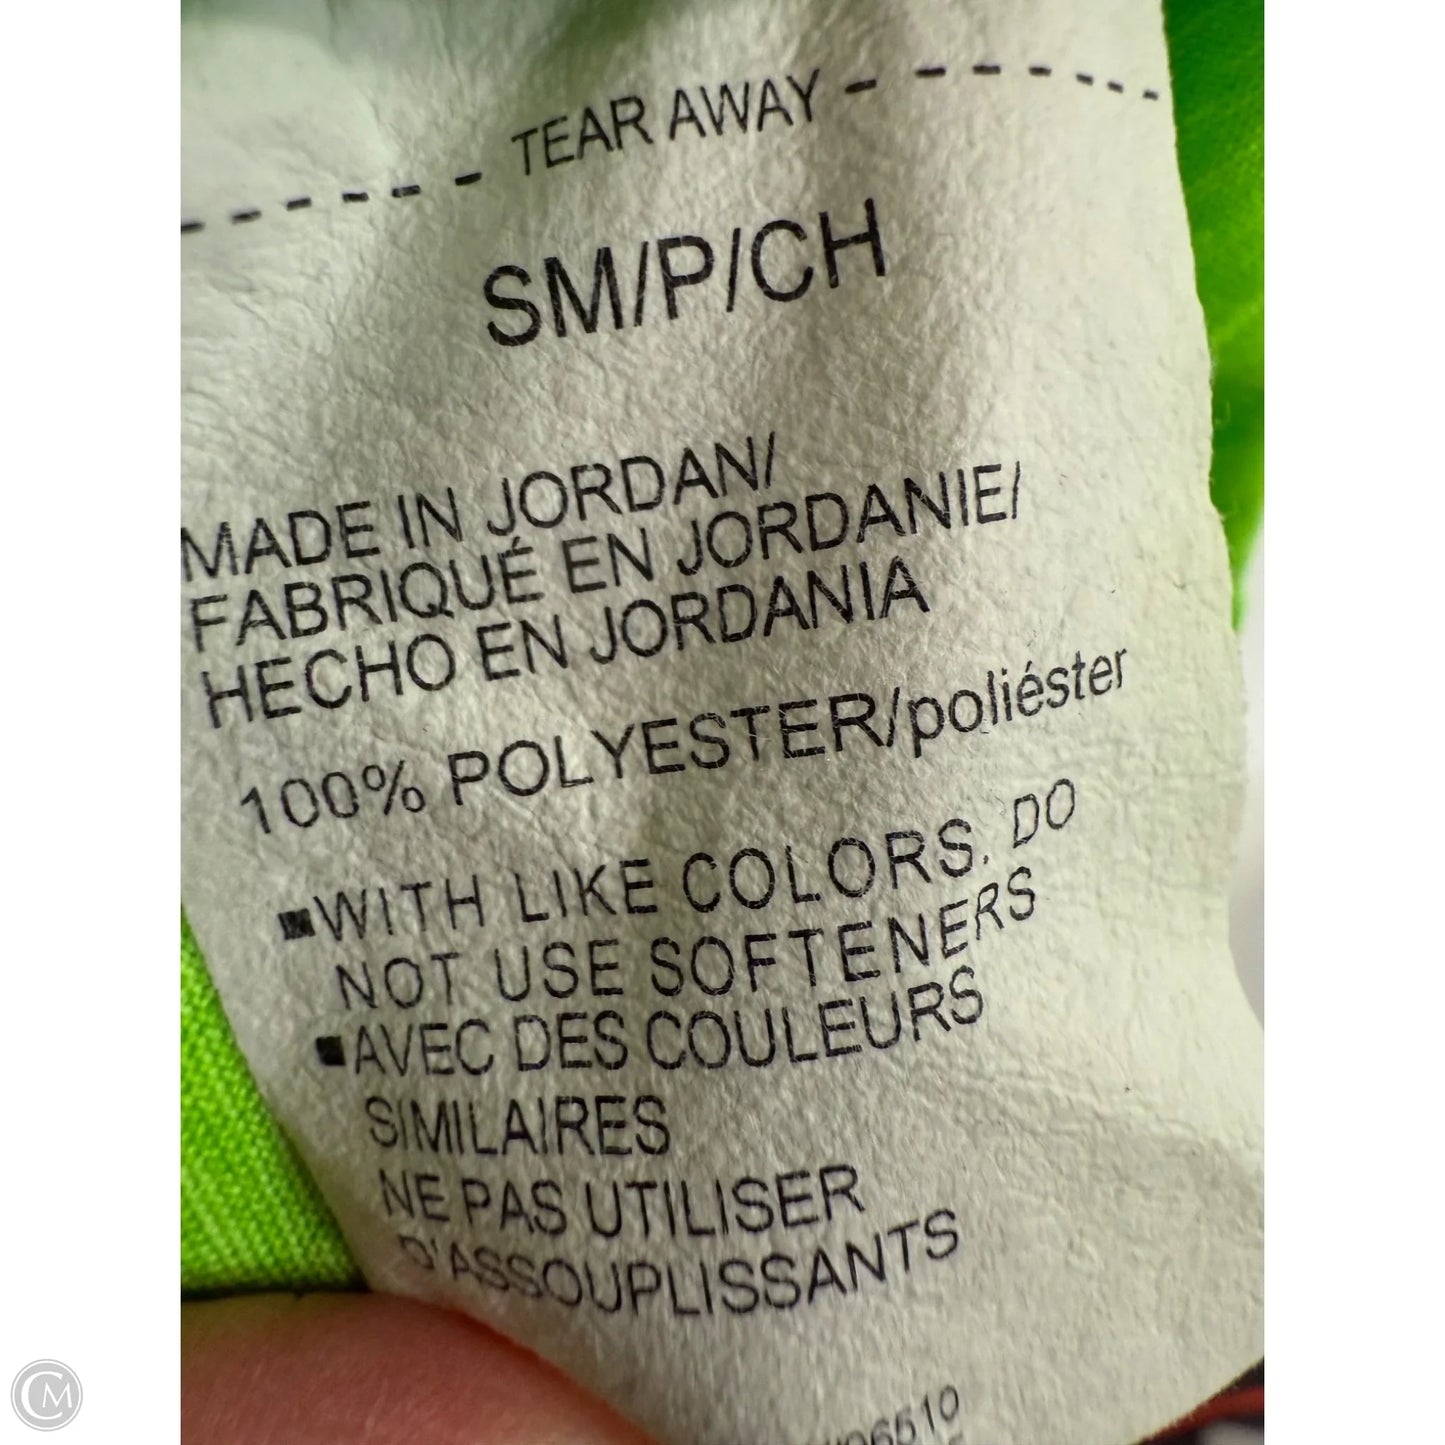 TEAR AWAY
SM/P/CH
MADE IN JORDAN/
FABRIQUÉ EN JORDANIE/
HECHO EN JORDANIA
100% POLYESTER/poliéster
WITH LIKE COLORS. DO
NOT USE SOFTENERS
AVEC DES COULEURS
SIMILAIRES
NE PAS UTILISER
D'ASSOUPLISSANTS
CM